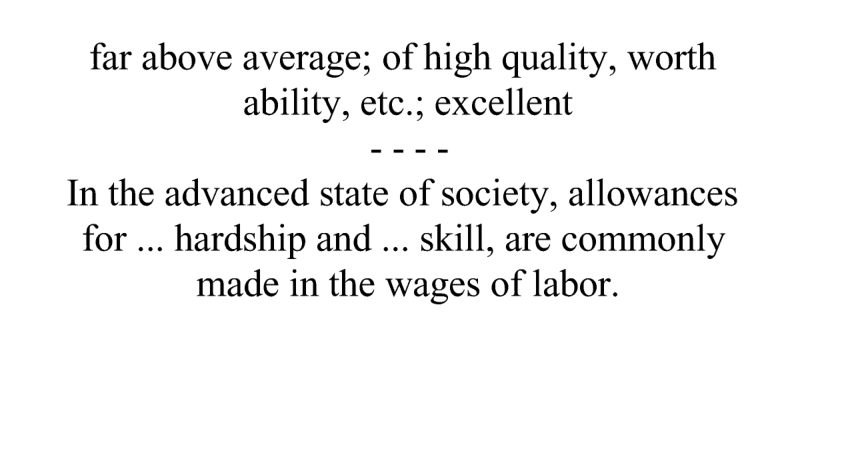 far above average; of high quality, worth
ability, etc.; excellent
- - - -
In the advanced state of society, allowances
for ... hardship and ... skill, are commonly
made in the wages of labor.